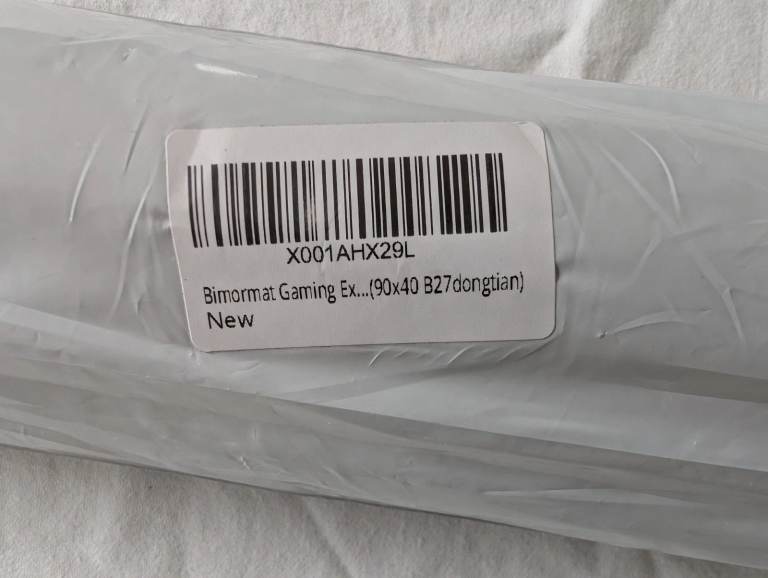 X001AHX29L
Bimormat Gaming Ex...(90x40 B27dongtian)
New